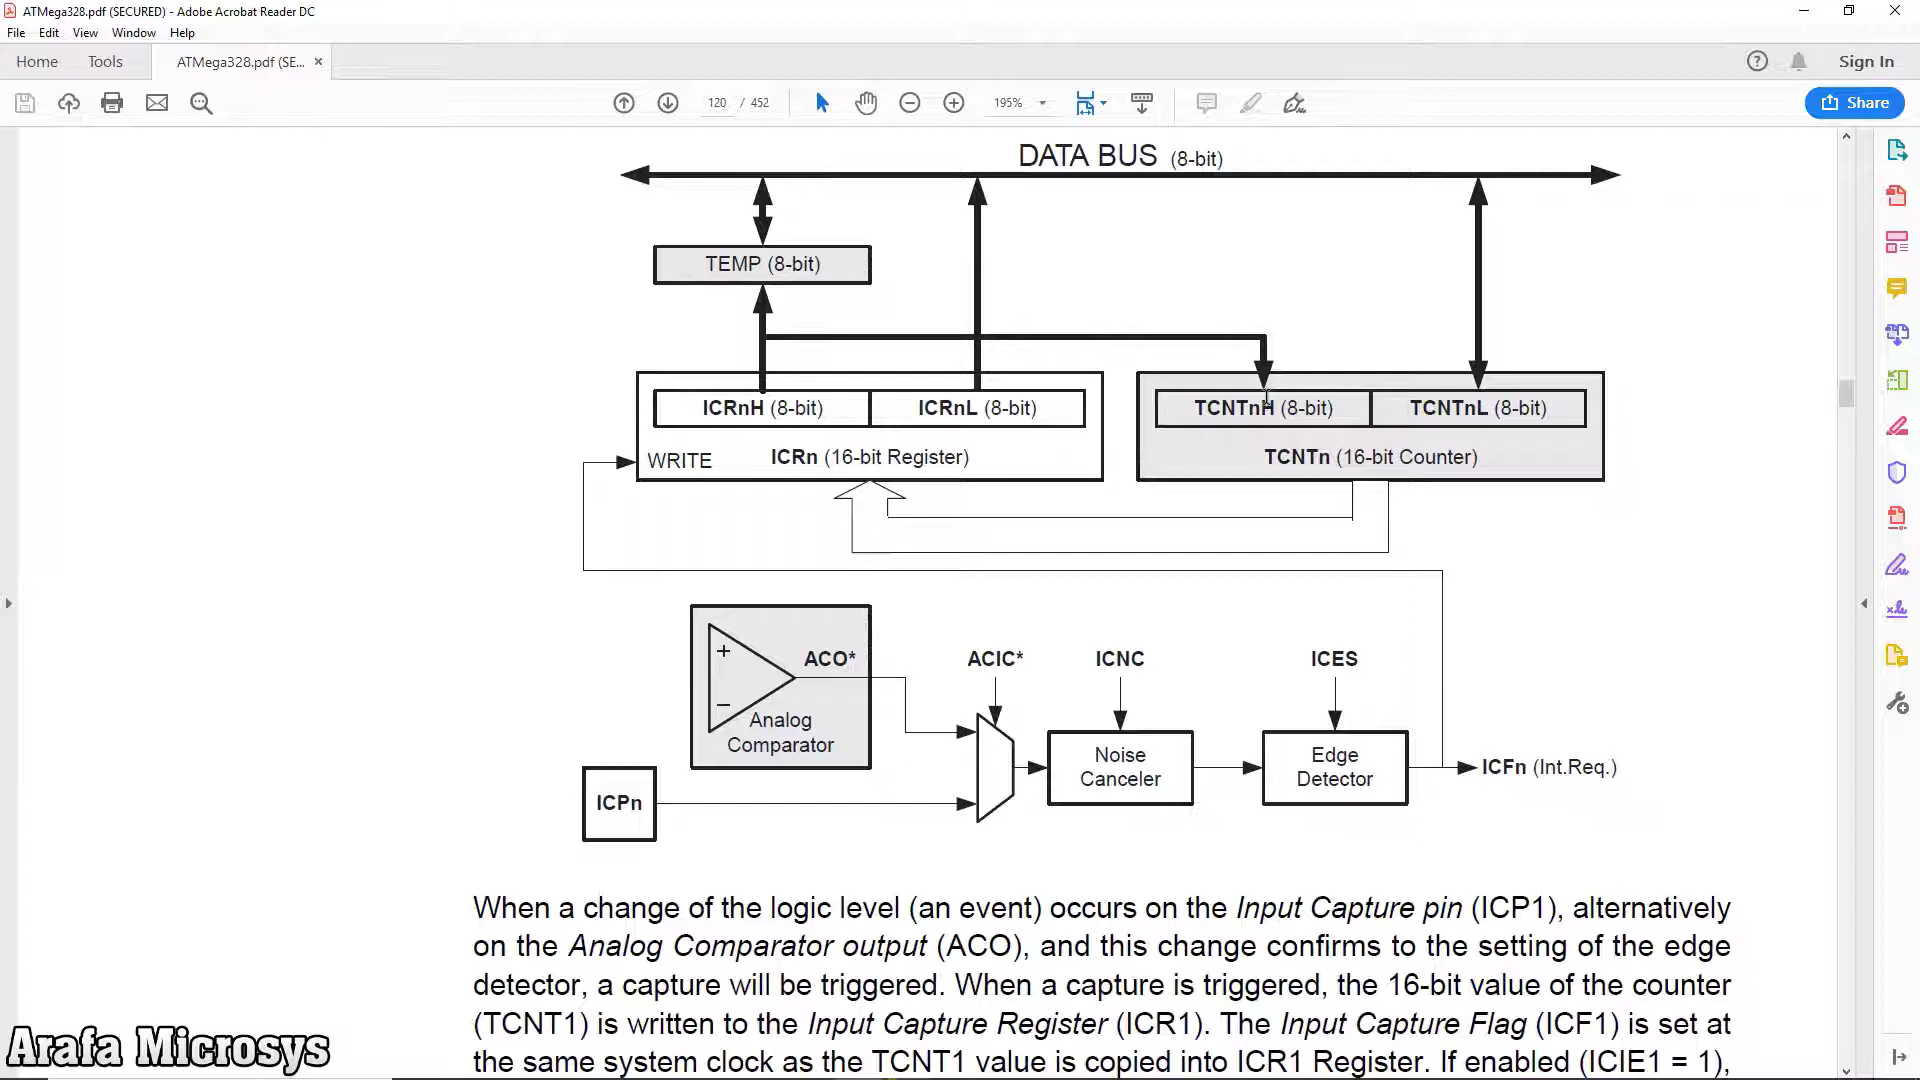 ATMega328.pdf (SECURED) - Adobe Acrobat Reader DC
File Edit View Window Help
Home Tools ATMega328.pdf (SE... × Sign In
120 / 452 195% Share
DATA BUS (8-bit)
TEMP (8-bit)
ICRnH (8-bit) ICRnL (8-bit) TCNTnH (8-bit) TCNTnL (8-bit)
WRITE ICRn (16-bit Register) TCNTn (16-bit Counter)
+ ACO* ACIC* ICNC ICES
−
Analog
Comparator
Noise
Canceler
Edge
Detector
ICFn (Int.Req.)
ICPn
When a change of the logic level (an event) occurs on the Input Capture pin (ICP1), alternatively
on the Analog Comparator output (ACO), and this change confirms to the setting of the edge
detector, a capture will be triggered. When a capture is triggered, the 16-bit value of the counter
(TCNT1) is written to the Input Capture Register (ICR1). The Input Capture Flag (ICF1) is set at
the same system clock as the TCNT1 value is copied into ICR1 Register. If enabled (ICIE1 = 1),
Arafa Microsys